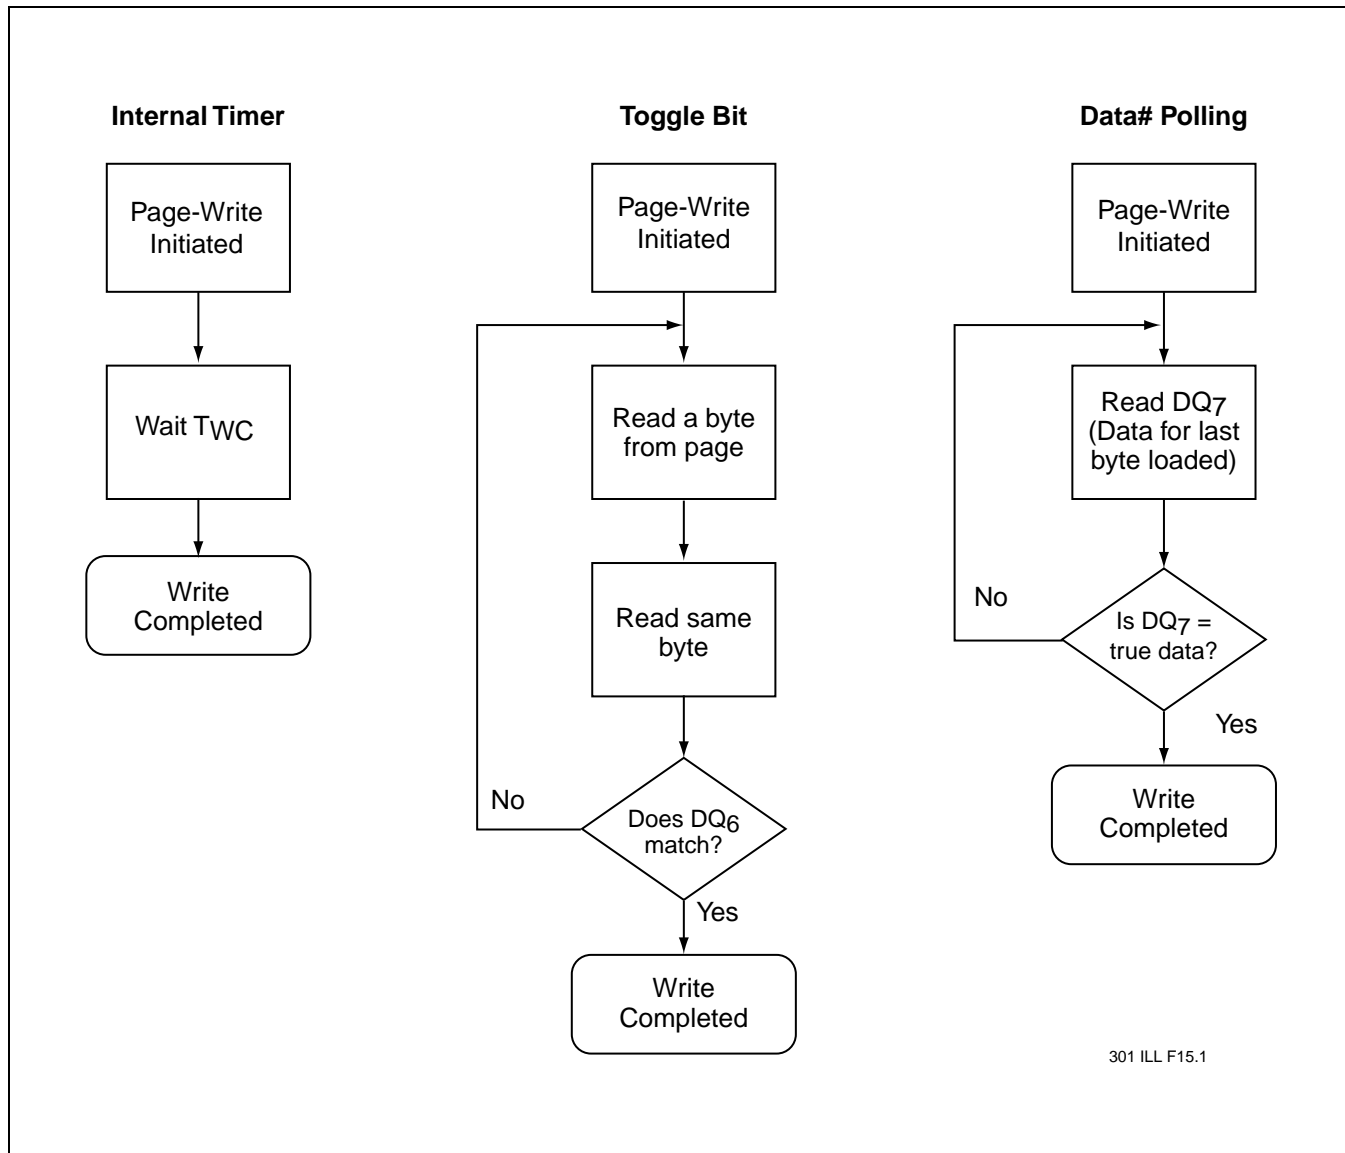 Internal Timer
Page-Write
Initiated
Wait TWC
Write
Completed
Toggle Bit
Page-Write
Initiated
Read a byte
from page
Read same
byte
No
Does DQ6
match?
Yes
Write
Completed
Data# Polling
Page-Write
Initiated
Read DQ7
(Data for last
byte loaded)
No
Is DQ7 =
true data?
Yes
Write
Completed
301 ILL F15.1